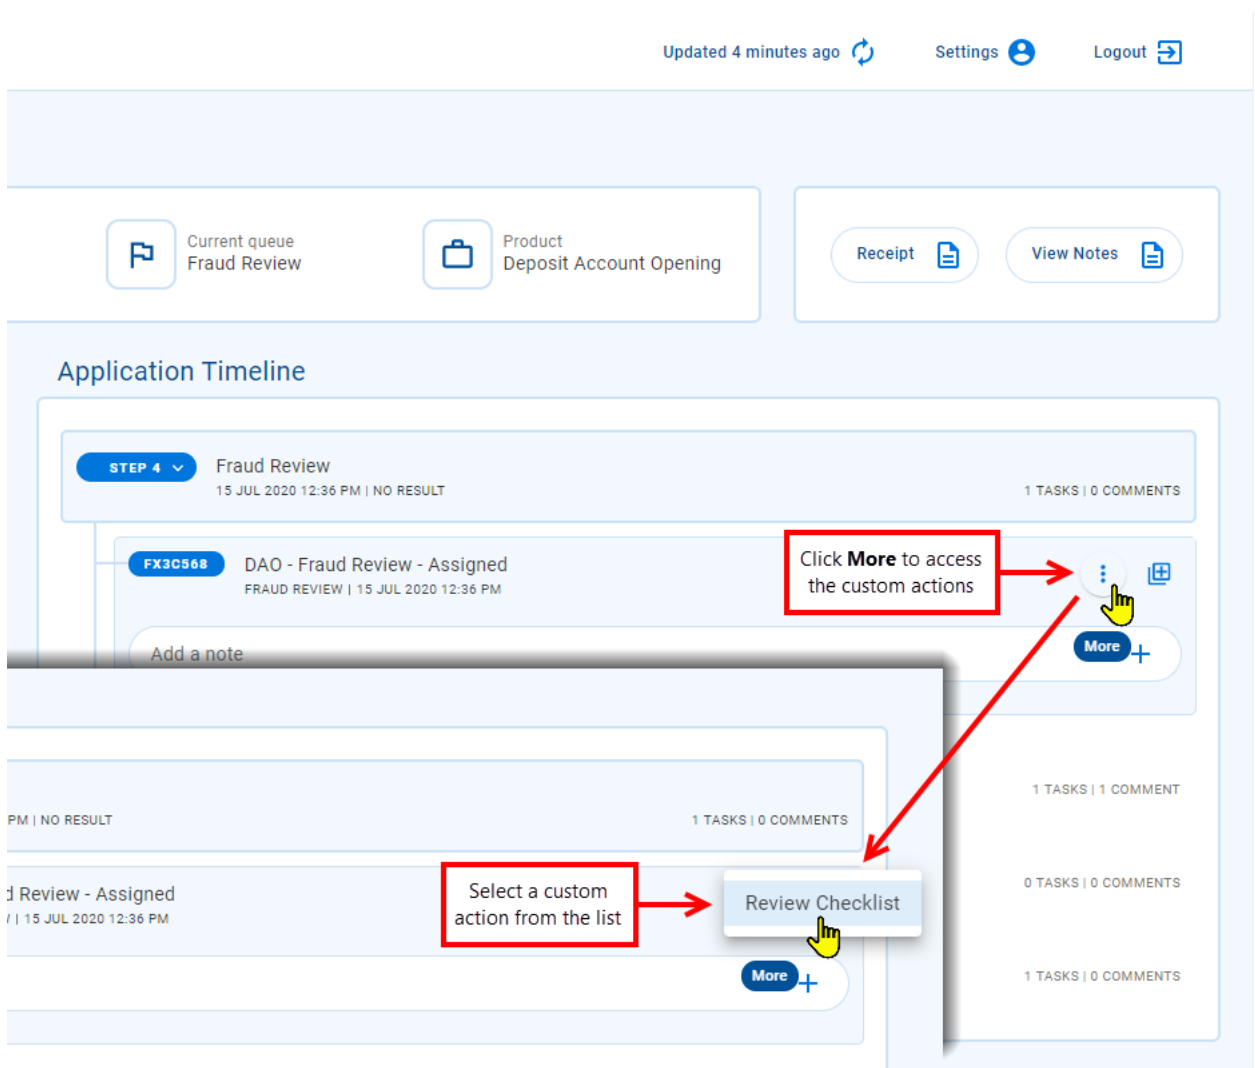 Updated 4 minutes ago
Settings
Logout
Current queue
Fraud Review
Product
Deposit Account Opening
Receipt
View Notes
Application Timeline
STEP 4
Fraud Review
15 JUL 2020 12:36 PM | NO RESULT
1 TASKS | 0 COMMENTS
FX3C568
DAO - Fraud Review - Assigned
FRAUD REVIEW | 15 JUL 2020 12:36 PM
Click More to access
the custom actions
Add a note
More
1 TASKS | 1 COMMENT
PM | NO RESULT
1 TASKS | 0 COMMENTS
0 TASKS | 0 COMMENTS
d Review - Assigned
/ | 15 JUL 2020 12:36 PM
Select a custom
action from the list
Review Checklist
More
1 TASKS | 0 COMMENTS